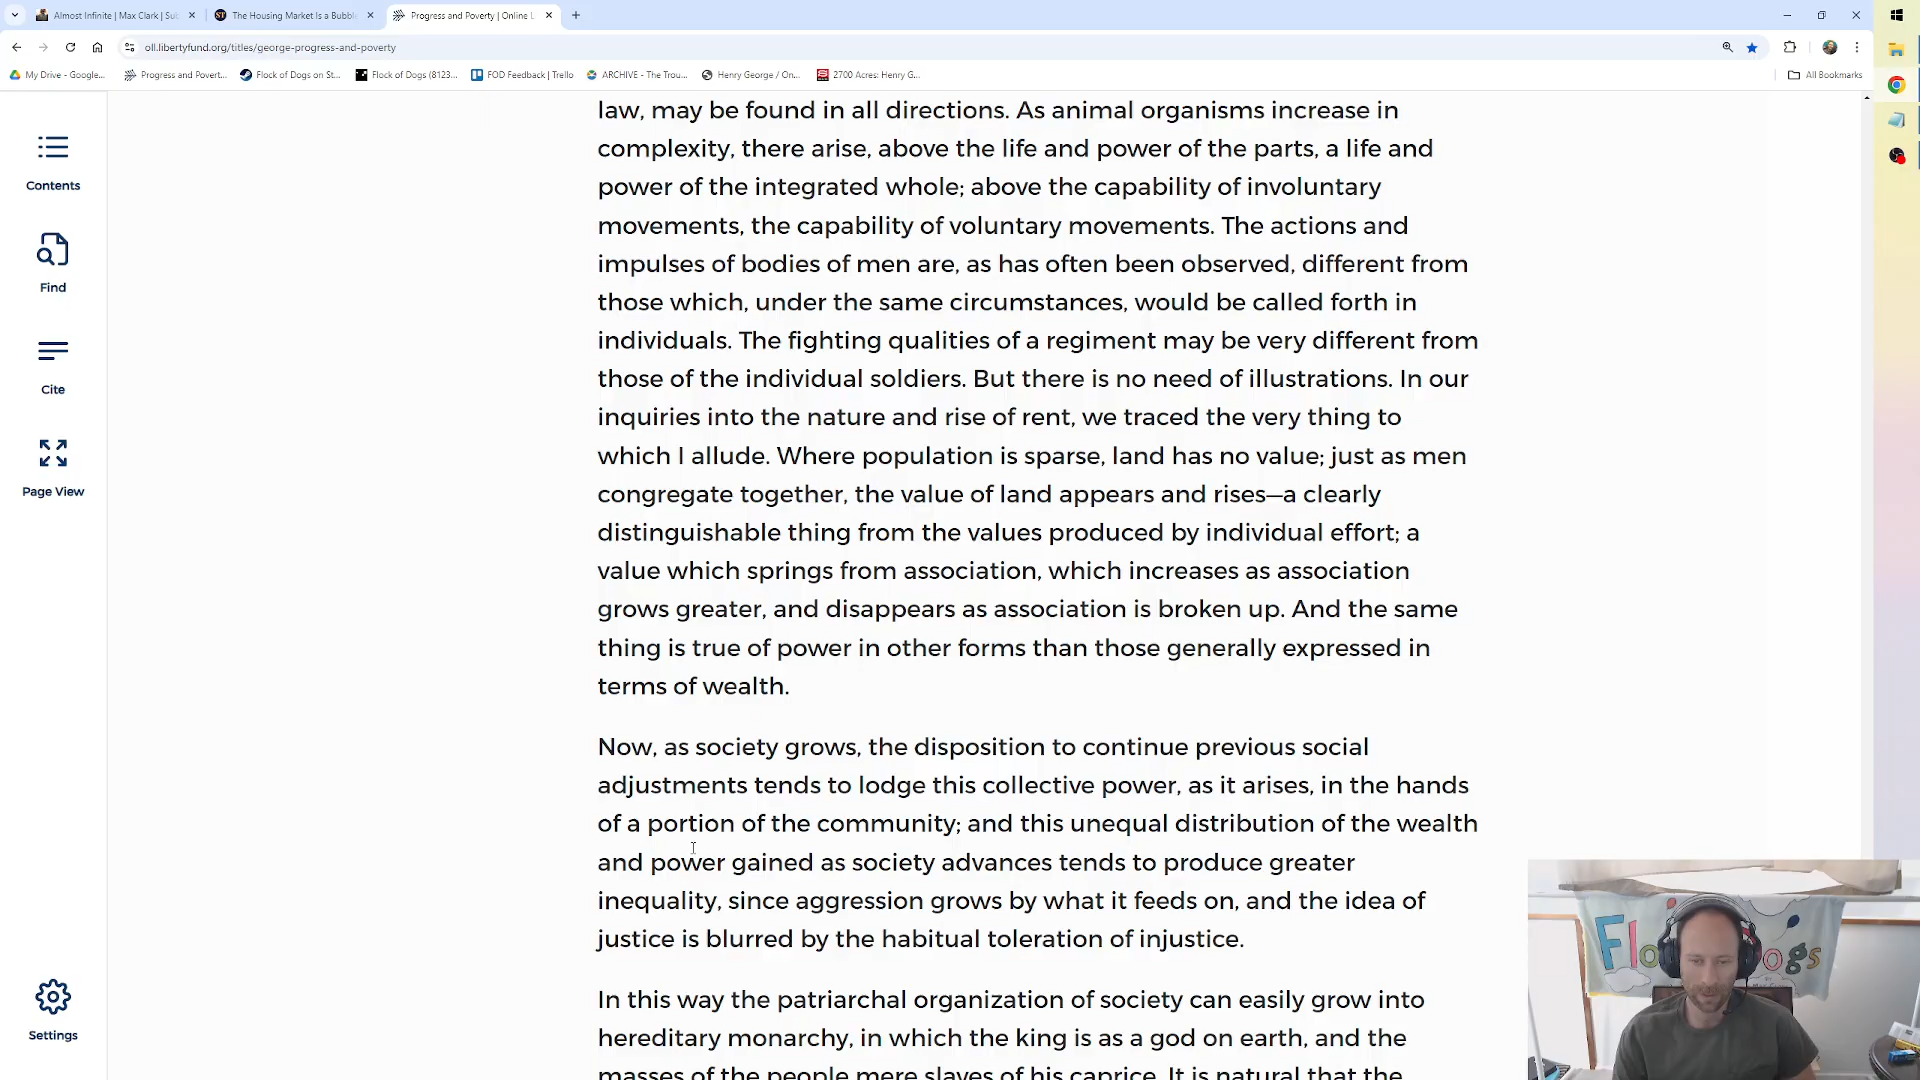 Almost Infinite | Max Clark | Su
The Housing Market Is a Bubble
Progress and Poverty | Online L
oll.libertyfund.org/titles/george-progress-and-poverty
My Drive - Google...
Progress and Povert...
Flock of Dogs on St...
Flock of Dogs (8123...
FOD Feedback | Trello
ARCHIVE - The Trou...
Henry George / On...
2700 Acres: Henry G...
All Bookmarks
Contents
Find
Cite
Page View
Settings
law, may be found in all directions. As animal organisms increase in
complexity, there arise, above the life and power of the parts, a life and
power of the integrated whole; above the capability of involuntary
movements, the capability of voluntary movements. The actions and
impulses of bodies of men are, as has often been observed, different from
those which, under the same circumstances, would be called forth in
individuals. The fighting qualities of a regiment may be very different from
those of the individual soldiers. But there is no need of illustrations. In our
inquiries into the nature and rise of rent, we traced the very thing to
which I allude. Where population is sparse, land has no value; just as men
congregate together, the value of land appears and rises—a clearly
distinguishable thing from the values produced by individual effort; a
value which springs from association, which increases as association
grows greater, and disappears as association is broken up. And the same
thing is true of power in other forms than those generally expressed in
terms of wealth.
Now, as society grows, the disposition to continue previous social
adjustments tends to lodge this collective power, as it arises, in the hands
of a portion of the community; and this unequal distribution of the wealth
and power gained as society advances tends to produce greater
inequality, since aggression grows by what it feeds on, and the idea of
justice is blurred by the habitual toleration of injustice.
In this way the patriarchal organization of society can easily grow into
hereditary monarchy, in which the king is as a god on earth, and the
masses of the people mere slaves of his caprice. It is natural that the
Flo
ogs